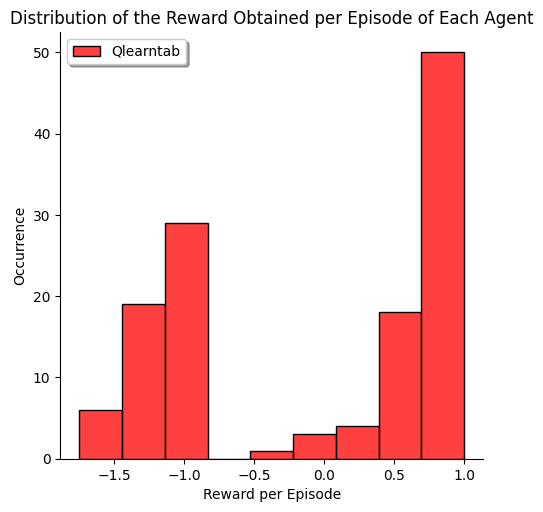 Distribution of the Reward Obtained per Episode of Each Agent
Qlearntab
Occurrence
50
40
30
20
10
0
−1.5 −1.0 −0.5 0.0 0.5 1.0
Reward per Episode